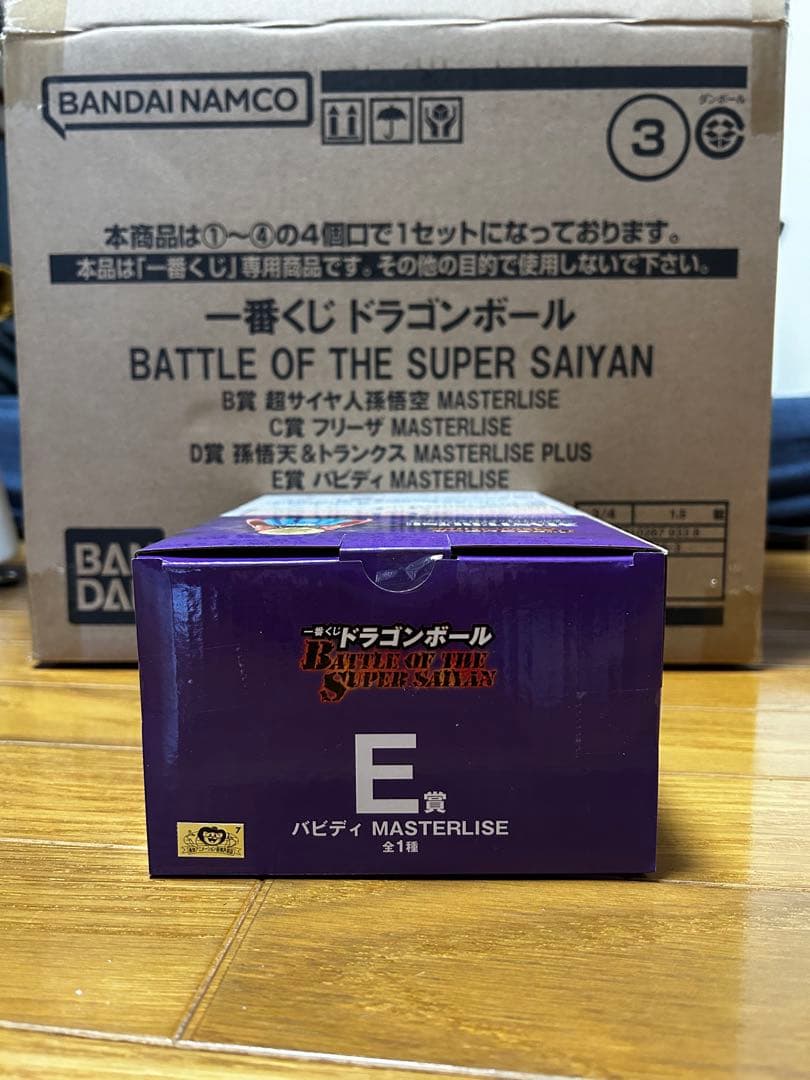 BANDAI NAMCO
3
ダンボール
本商品は①～④の4個口で1セットになっております。
本品は「一番くじ」専用商品です。その他の目的で使用しないで下さい。
一番くじ ドラゴンボール
BATTLE OF THE SUPER SAIYAN
B賞 超サイヤ人孫悟空 MASTERLISE
C賞 フリーザ MASTERLISE
D賞 孫悟天&トランクス MASTERLISE PLUS
E賞 バビディ MASTERLISE
3/4
BAN
DA
一番くじ ドラゴンボール
BATTLE OF THE
SUPER SAIYAN
E賞
バビディ MASTERLISE
全1種